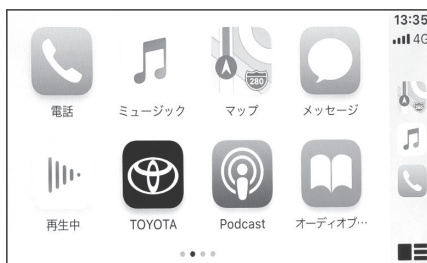 13:35
4G
280
電話
ミュージック
マップ
メッセージ
再生中
TOYOTA
Podcast
オーディオブ…